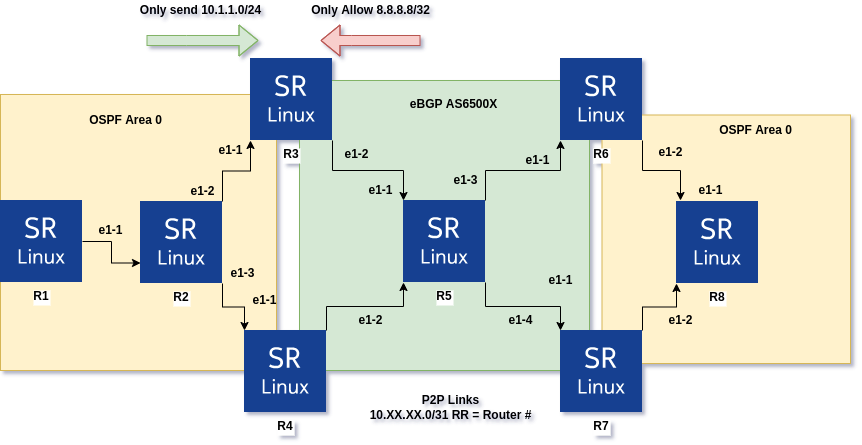 Only send 10.1.1.0/24
Only Allow 8.8.8.8/32
SR
Linux
R3
eBGP AS6500X
SR
Linux
R6
OSPF Area 0
OSPF Area 0
e1-1
e1-2
e1-2
e1-1
e1-3
e1-1
e1-2
e1-1
SR
Linux
R1
e1-1
SR
Linux
R2
e1-3
e1-1
SR
Linux
R5
e1-1
SR
Linux
R8
e1-2
e1-4
e1-2
SR
Linux
R4
SR
Linux
R7
P2P Links
10.XX.XX.0/31 RR = Router #